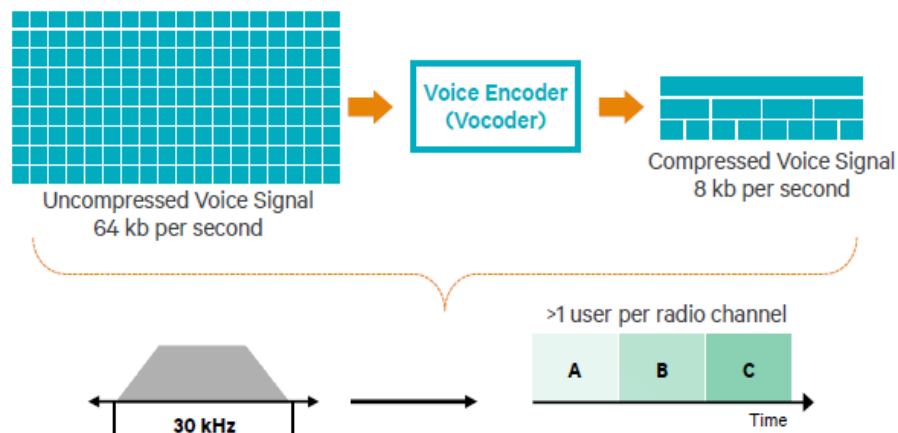 Voice Encoder
(Vocoder)
Uncompressed Voice Signal
64 kb per second
Compressed Voice Signal
8 kb per second
>1 user per radio channel
A B C
30 kHz
Time